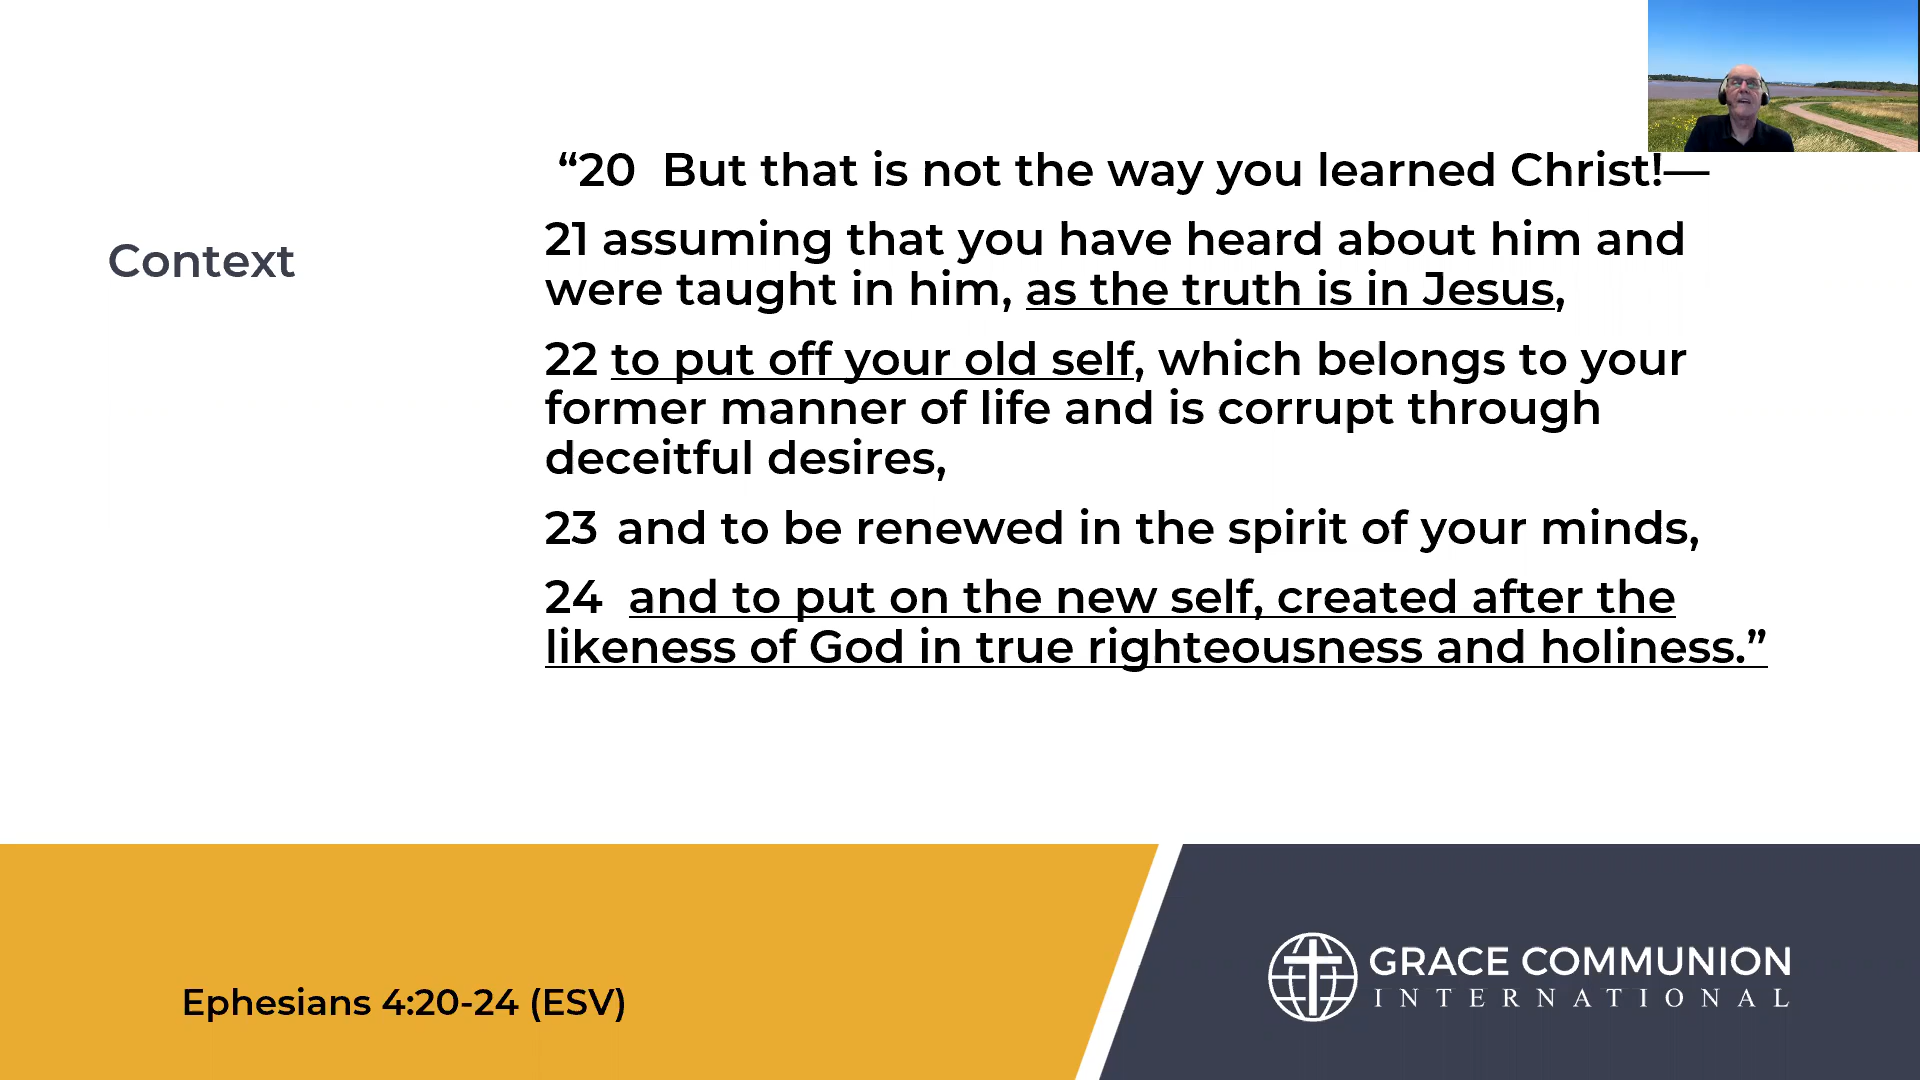 “20 But that is not the way you learned Christ!—
21 assuming that you have heard about him and
were taught in him, as the truth is in Jesus,
Context
22 to put off your old self, which belongs to your
former manner of life and is corrupt through
deceitful desires,
23 and to be renewed in the spirit of your minds,
24 and to put on the new self, created after the
likeness of God in true righteousness and holiness.”
Ephesians 4:20-24 (ESV)
GRACE COMMUNION
INTERNATIONAL